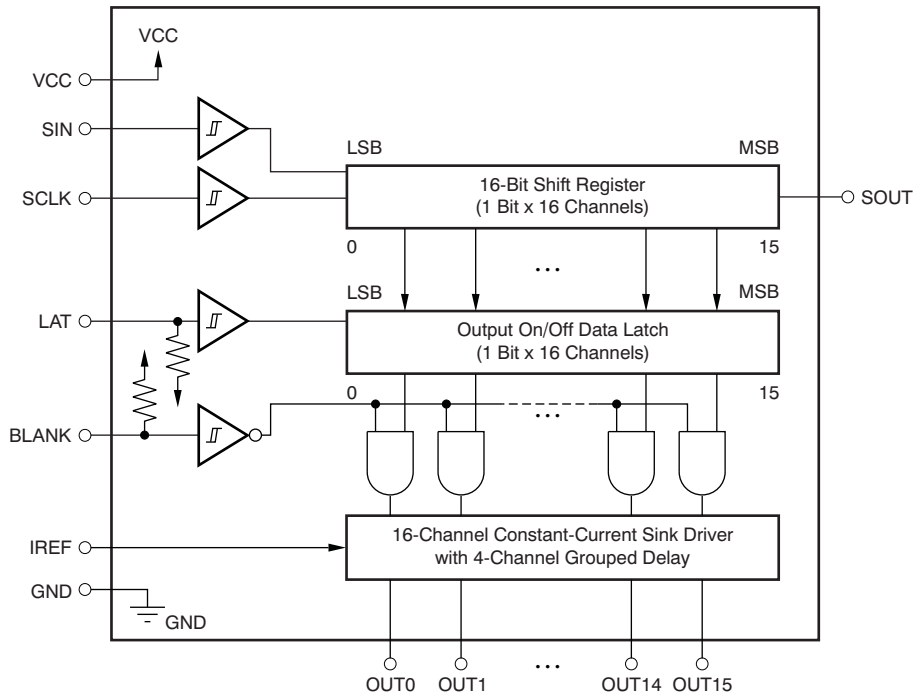 VCC
VCC
SIN
LSB
MSB
16-Bit Shift Register
(1 Bit x 16 Channels)
SCLK
SOUT
0
15
...
LSB
MSB
LAT
Output On/Off Data Latch
(1 Bit x 16 Channels)
0
15
...
BLANK
16-Channel Constant-Current Sink Driver
with 4-Channel Grouped Delay
IREF
GND
GND
...
OUT0
OUT1
OUT14
OUT15